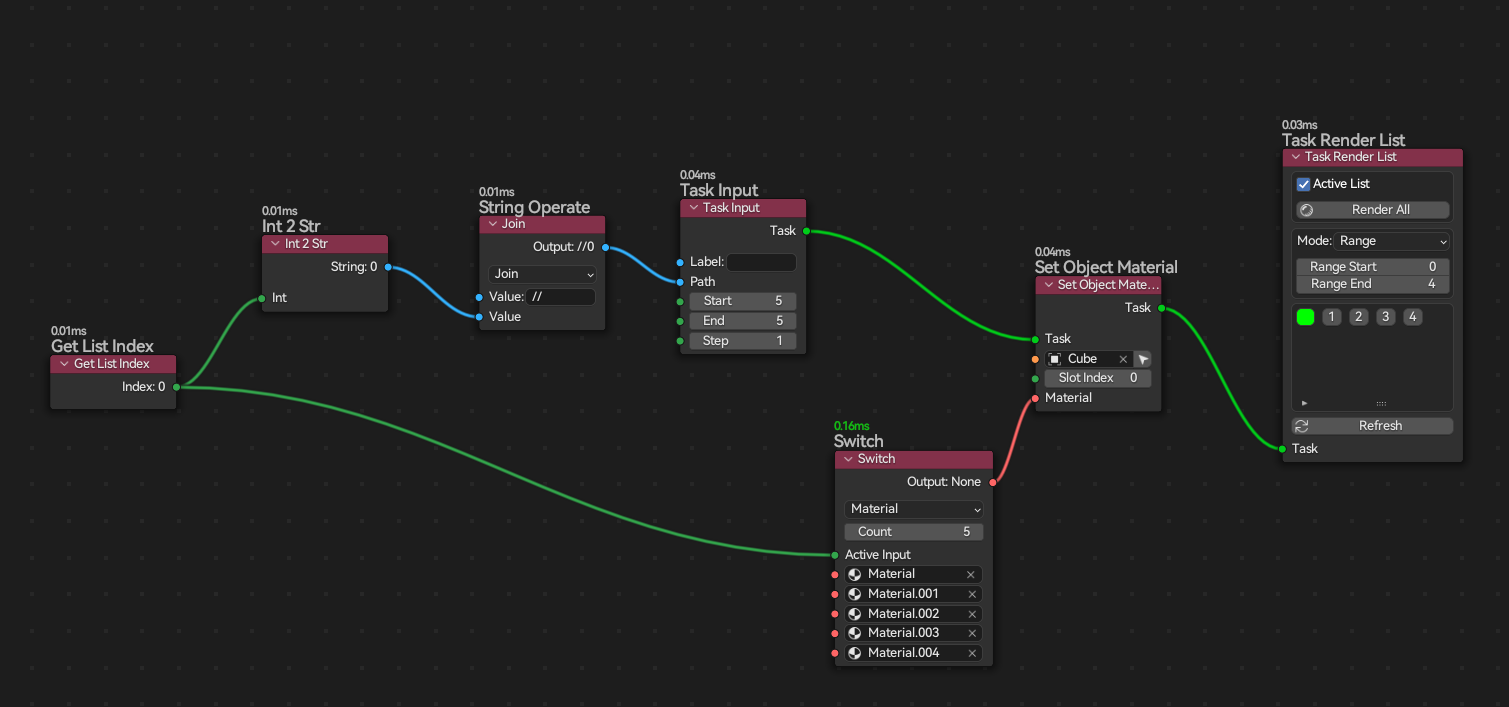 0.01ms
Get List Index
Get List Index
Index: 0
0.01ms
Int 2 Str
Int 2 Str
String: 0
Int
0.01ms
String Operate
Join
Output: //0
Join
Value: //
Value
0.04ms
Task Input
Task Input
Task
Label:
Path
Start 5
End 5
Step 1
0.16ms
Switch
Switch
Output: None
Material
Count 5
Active Input
Material
Material.001
Material.002
Material.003
Material.004
0.04ms
Set Object Material
Set Object Mate...
Task
Task
Cube
Slot Index 0
Material
0.03ms
Task Render List
Task Render List
Active List
Render All
Mode: Range
Range Start 0
Range End 4
1 2 3 4
Refresh
Task